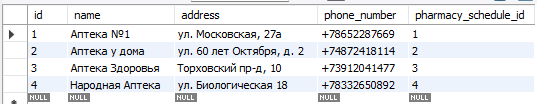 id name address phone_number pharmacy_schedule_id
1 Аптека №1 ул. Московская, 27а +78652287669 1
2 Аптека у дома ул. 60 лет Октября, д. 2 +74872418114 2
3 Аптека Здоровья Торховский пр-д, 10 +73912041477 3
4 Народная Аптека ул. Биологическая 18 +78332650892 4
NULL NULL NULL NULL NULL